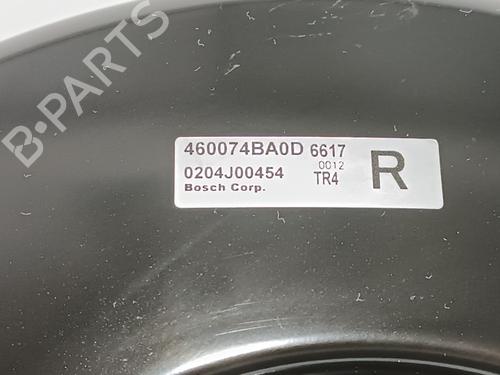 B-PARTS
460074BA0D 6617
0012
0204J00454 TR4
Bosch Corp.
R